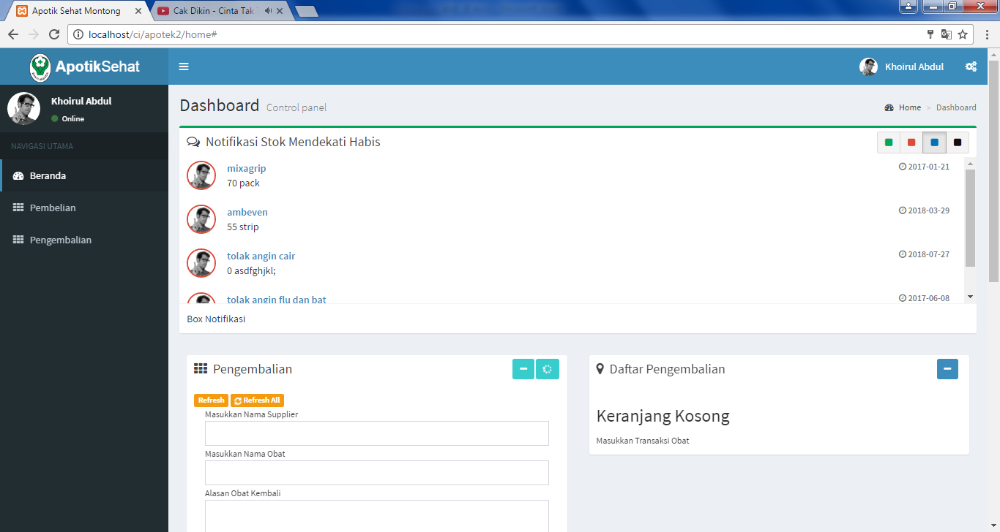 Apotik Sehat Montong
Cak Dikin - Cinta Tak
localhost/ci/apotek2/home#
ApotikSehat
Khoirul Abdul
Khoirul Abdul
Online
NAVIGASI UTAMA
Beranda
Pembelian
Pengembalian
Dashboard Control panel
Home > Dashboard
Notifikasi Stok Mendekati Habis
mixagrip 2017-01-21
70 pack
ambeven 2018-03-29
55 strip
tolak angin cair 2018-07-27
0 asdfghjkl;
tolak angin flu dan bat 2017-06-08
Box Notifikasi
Pengembalian
Refresh Refresh All
Masukkan Nama Supplier
Masukkan Nama Obat
Alasan Obat Kembali
Daftar Pengembalian
Keranjang Kosong
Masukkan Transaksi Obat